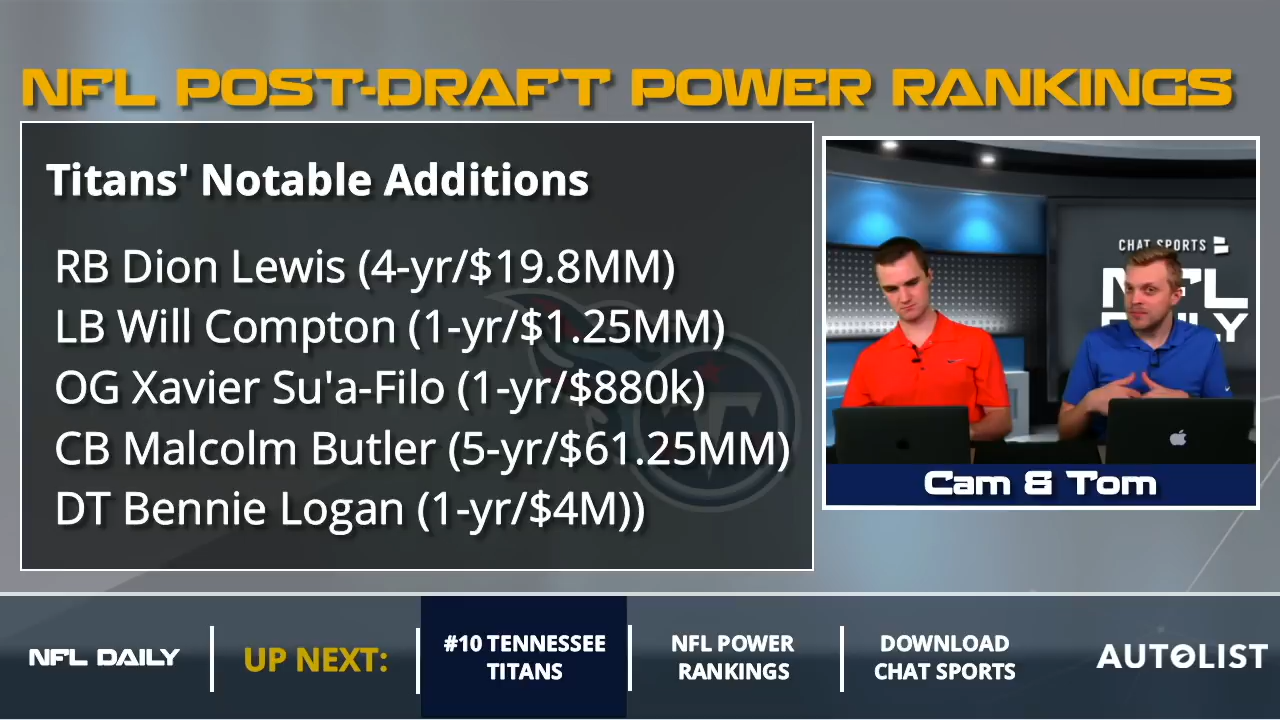 NFL POST-DRAFT POWER RANKINGS
Titans' Notable Additions
RB Dion Lewis (4-yr/$19.8MM)
LB Will Compton (1-yr/$1.25MM)
OG Xavier Su'a-Filo (1-yr/$880k)
CB Malcolm Butler (5-yr/$61.25MM)
DT Bennie Logan (1-yr/$4M))
CHAT SPORTS
NFL
DAILY
Cam & Tom
NFL DAILY
UP NEXT:
#10 TENNESSEE
TITANS
NFL POWER
RANKINGS
DOWNLOAD
CHAT SPORTS
AUTOLIST